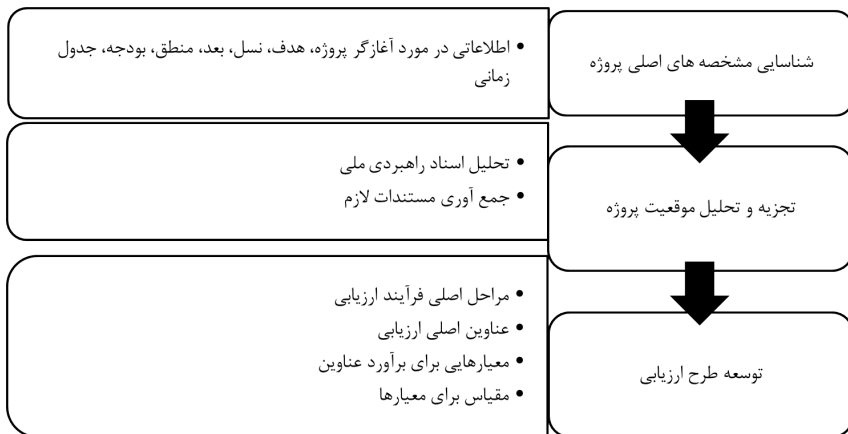 شناسایی مشخصه های اصلی پروژه
• اطلاعاتی در مورد آغازگر پروژه، هدف، نسل، بعد، منطق، بودجه، جدول
زمانی
تجزیه و تحلیل موقعیت پروژه
• تحلیل اسناد راهبردی ملی
• جمع آوری مستندات لازم
توسعه طرح ارزیابی
• مراحل اصلی فرآیند ارزیابی
• عناوین اصلی ارزیابی
• معیارهایی برای برآورد عناوین
• مقیاس برای معیارها